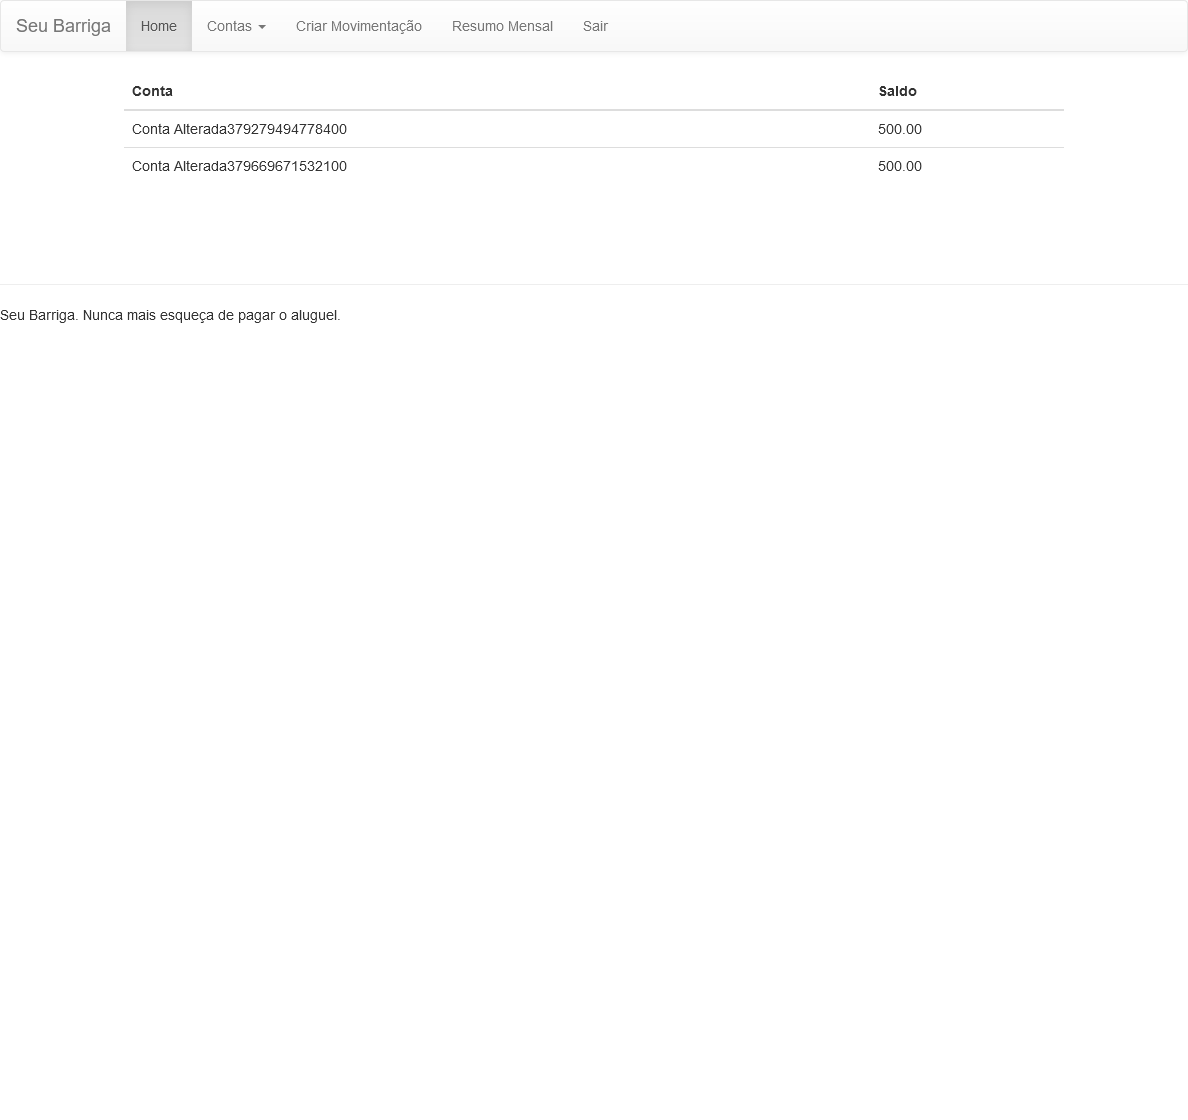 Seu Barriga Home Contas Criar Movimentação Resumo Mensal Sair
Conta Saldo
Conta Alterada379279494778400 500.00
Conta Alterada379669671532100 500.00
Seu Barriga. Nunca mais esqueça de pagar o aluguel.